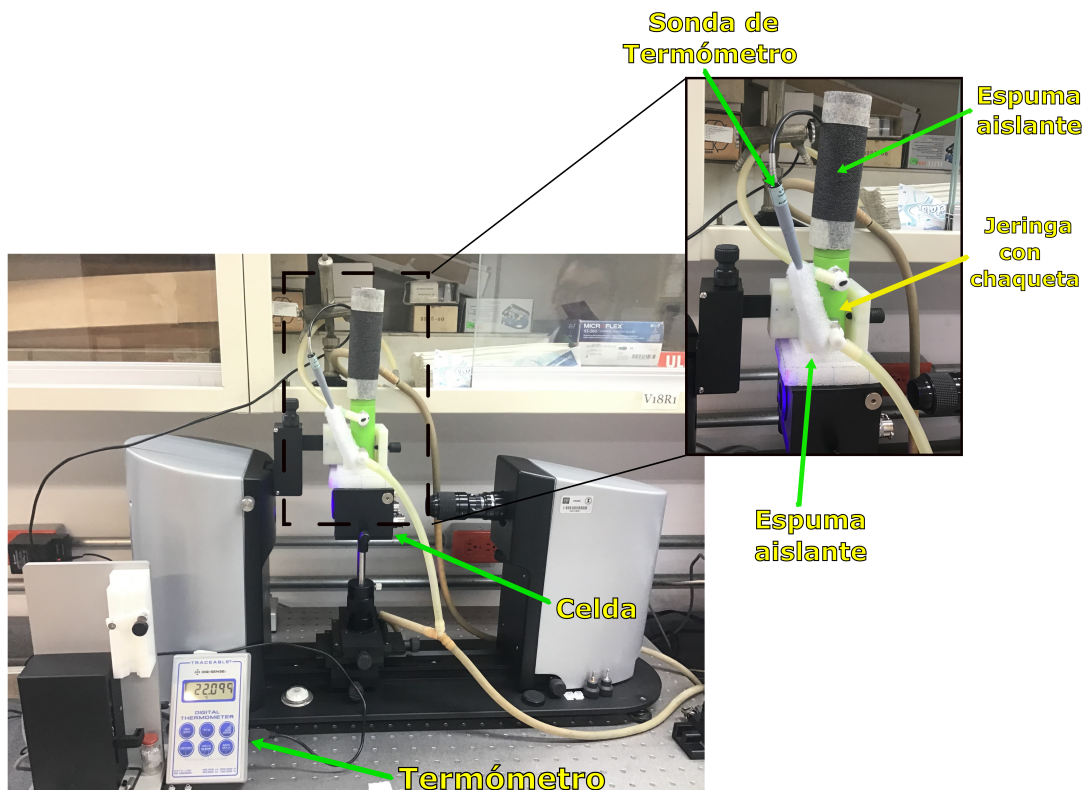 Sonda de
Termómetro
Espuma
aislante
Jeringa
con
chaqueta
MICR FLEX
UL
V18R1
Espuma
aislante
Celda
TRACEABLE
22.099
DIGITAL
THERMOMETER
Termómetro